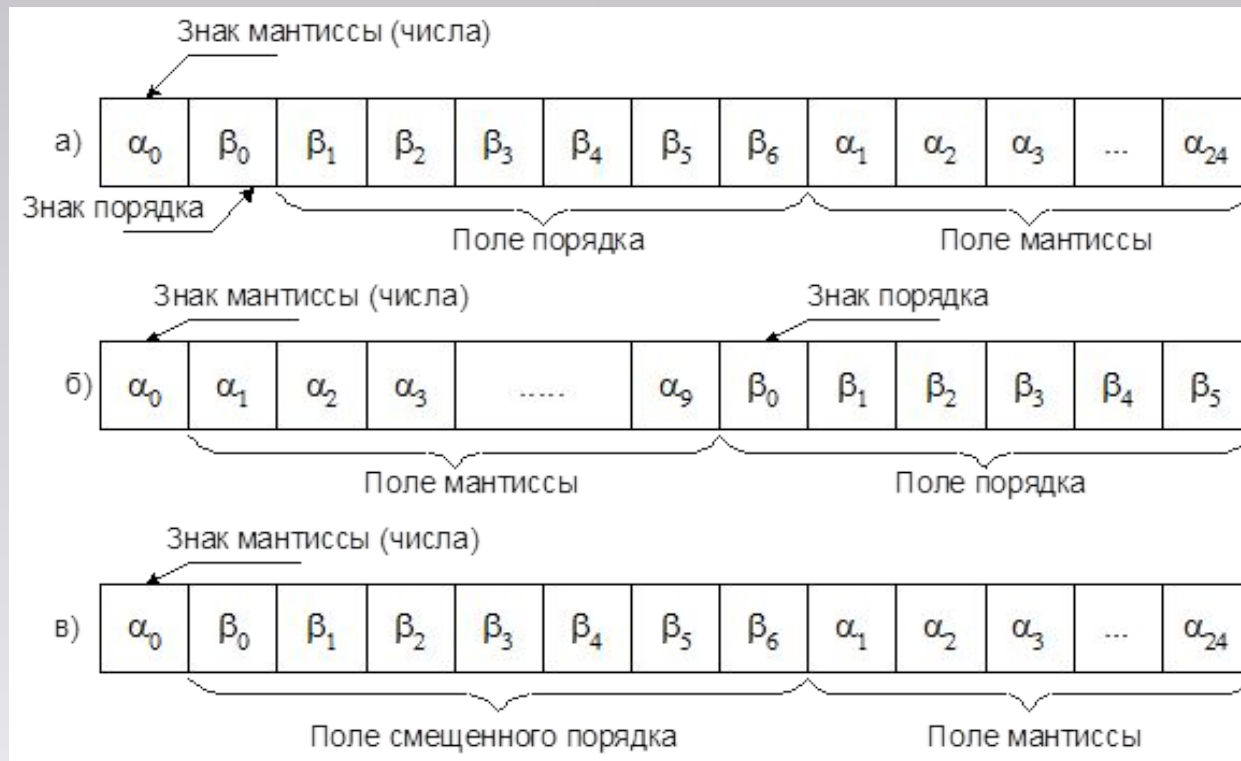 Знак мантиссы (числа)
а) α0 β0 β1 β2 β3 β4 β5 β6 α1 α2 α3 ... α24
Знак порядка
Поле порядка Поле мантиссы
Знак мантиссы (числа) Знак порядка
б) α0 α1 α2 α3 ..... α9 β0 β1 β2 β3 β4 β5
Поле мантиссы Поле порядка
Знак мантиссы (числа)
в) α0 β0 β1 β2 β3 β4 β5 β6 α1 α2 α3 ... α24
Поле смещенного порядка Поле мантиссы